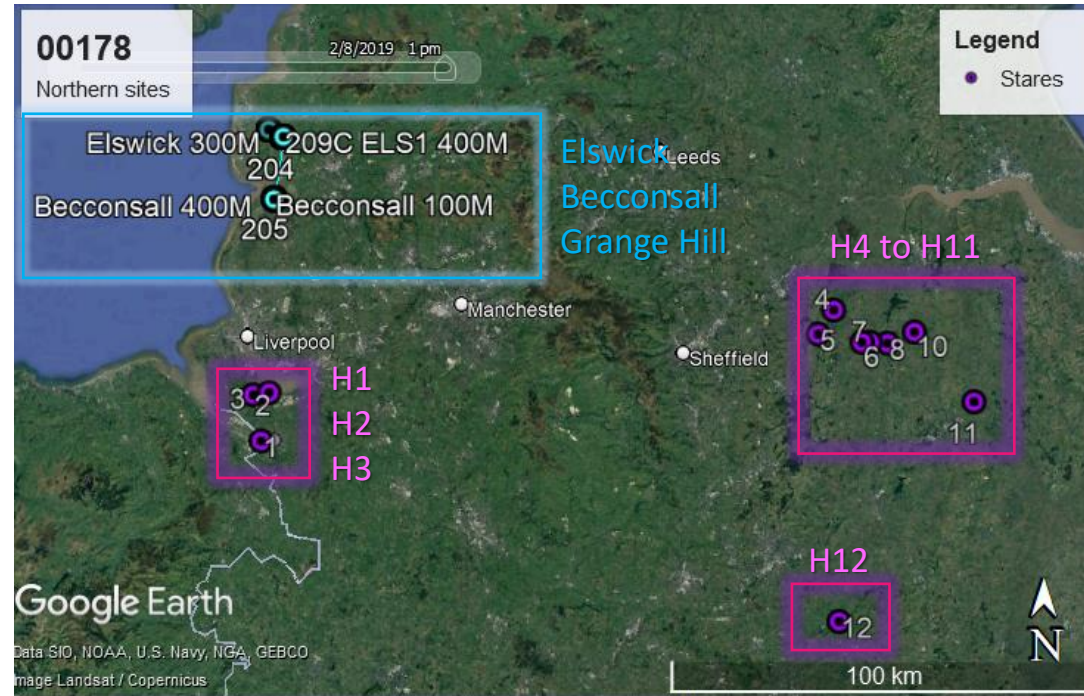 00178
Northern sites
2/8/2019 1 pm
Legend
Stares
Elswick 300M
209C ELS1 400M
204
Becconsall 400M
Becconsall 100M
205
Elswick
Becconsall
Grange Hill
Leeds
Manchester
Liverpool
Sheffield
H4 to H11
4
5
7
6
8
10
11
3
2
1
H1
H2
H3
H12
12
Google Earth
Data SIO, NOAA, U.S. Navy, NGA, GEBCO
mage Landsat / Copernicus
100 km
N